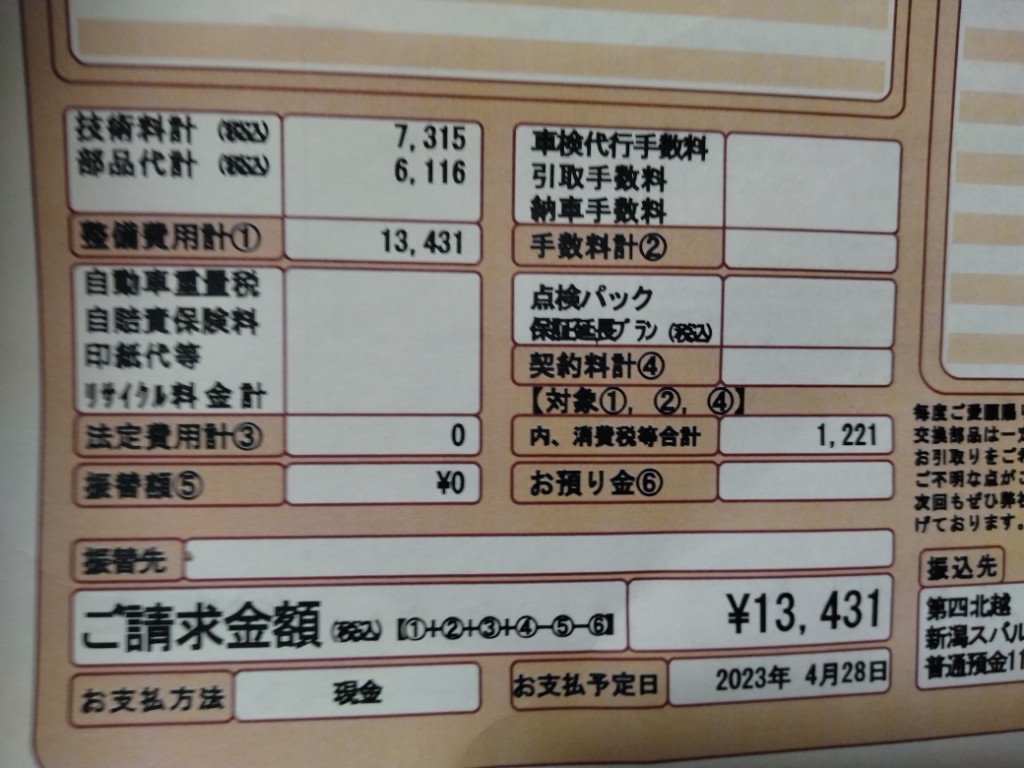 技術料計 (税込) 7,315
部品代計 (税込) 6,116
整備費用計① 13,431
自動車重量税
自賠責保険料
印紙代等
リサイクル料金計
法定費用計③ 0
振替額⑤ ¥0
車検代行手数料
引取手数料
納車手数料
手数料計②
点検パック
保証延長プラン (税込)
契約料計④
【対象①, ②, ④】
内、消費税等合計 1,221
お預り金⑥
振替先
ご請求金額 (税込) 【①+②+③+④−⑤−⑥】 ¥13,431
お支払方法 現金
お支払予定日 2023年 4月28日
毎度ご愛顧賜り
交換部品は一定
お引取りをご希
ご不明な点がご
次回もぜひ弊社
げております。
振込先
第四北越
新潟スバル
普通預金11